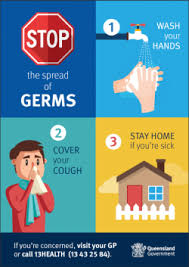 STOP
the spread
of
GERMS
1
WASH
your
HANDS
2
COVER
your
COUGH
3
STAY HOME
if you're sick
If you're concerned, visit your GP
or call 13HEALTH (13 43 25 84).
Queensland
Government